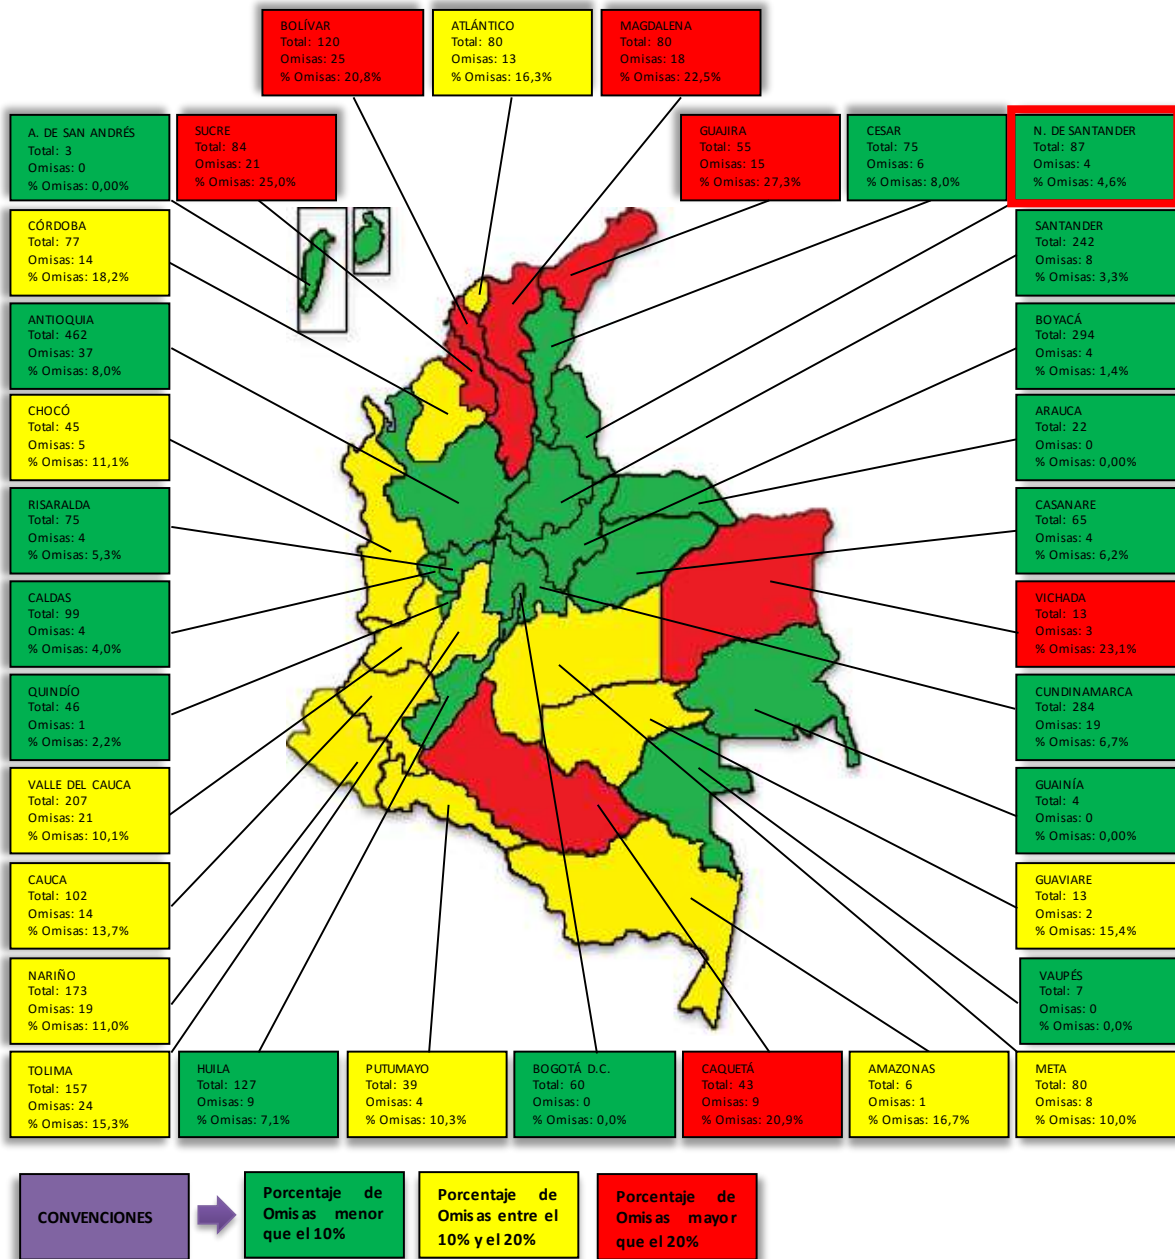 BOLÍVAR
Total: 120
Omisas: 25
% Omisas: 20,8%
ATLÁNTICO
Total: 80
Omisas: 13
% Omisas: 16,3%
MAGDALENA
Total: 80
Omisas: 18
% Omisas: 22,5%
A. DE SAN ANDRÉS
Total: 3
Omisas: 0
% Omisas: 0,00%
SUCRE
Total: 84
Omisas: 21
% Omisas: 25,0%
GUAJIRA
Total: 55
Omisas: 15
% Omisas: 27,3%
CESAR
Total: 75
Omisas: 6
% Omisas: 8,0%
N. DE SANTANDER
Total: 87
Omisas: 4
% Omisas: 4,6%
CÓRDOBA
Total: 77
Omisas: 14
% Omisas: 18,2%
SANTANDER
Total: 242
Omisas: 8
% Omisas: 3,3%
ANTIOQUIA
Total: 462
Omisas: 37
% Omisas: 8,0%
BOYACÁ
Total: 294
Omisas: 4
% Omisas: 1,4%
CHOCÓ
Total: 45
Omisas: 5
% Omisas: 11,1%
ARAUCA
Total: 22
Omisas: 0
% Omisas: 0,00%
RISARALDA
Total: 75
Omisas: 4
% Omisas: 5,3%
CASANARE
Total: 65
Omisas: 4
% Omisas: 6,2%
CALDAS
Total: 99
Omisas: 4
% Omisas: 4,0%
VICHADA
Total: 13
Omisas: 3
% Omisas: 23,1%
QUINDÍO
Total: 46
Omisas: 1
% Omisas: 2,2%
CUNDINAMARCA
Total: 284
Omisas: 19
% Omisas: 6,7%
VALLE DEL CAUCA
Total: 207
Omisas: 21
% Omisas: 10,1%
GUAINÍA
Total: 4
Omisas: 0
% Omisas: 0,00%
CAUCA
Total: 102
Omisas: 14
% Omisas: 13,7%
GUAVIARE
Total: 13
Omisas: 2
% Omisas: 15,4%
NARIÑO
Total: 173
Omisas: 19
% Omisas: 11,0%
VAUPÉS
Total: 7
Omisas: 0
% Omisas: 0,0%
TOLIMA
Total: 157
Omisas: 24
% Omisas: 15,3%
HUILA
Total: 127
Omisas: 9
% Omisas: 7,1%
PUTUMAYO
Total: 39
Omisas: 4
% Omisas: 10,3%
BOGOTÁ D.C.
Total: 60
Omisas: 0
% Omisas: 0,0%
CAQUETÁ
Total: 43
Omisas: 9
% Omisas: 20,9%
AMAZONAS
Total: 6
Omisas: 1
% Omisas: 16,7%
META
Total: 80
Omisas: 8
% Omisas: 10,0%
CONVENCIONES
Porcentaje de
Omisas menor
que el 10%
Porcentaje de
Omisas entre el
10% y el 20%
Porcentaje de
Omisas mayor
que el 20%